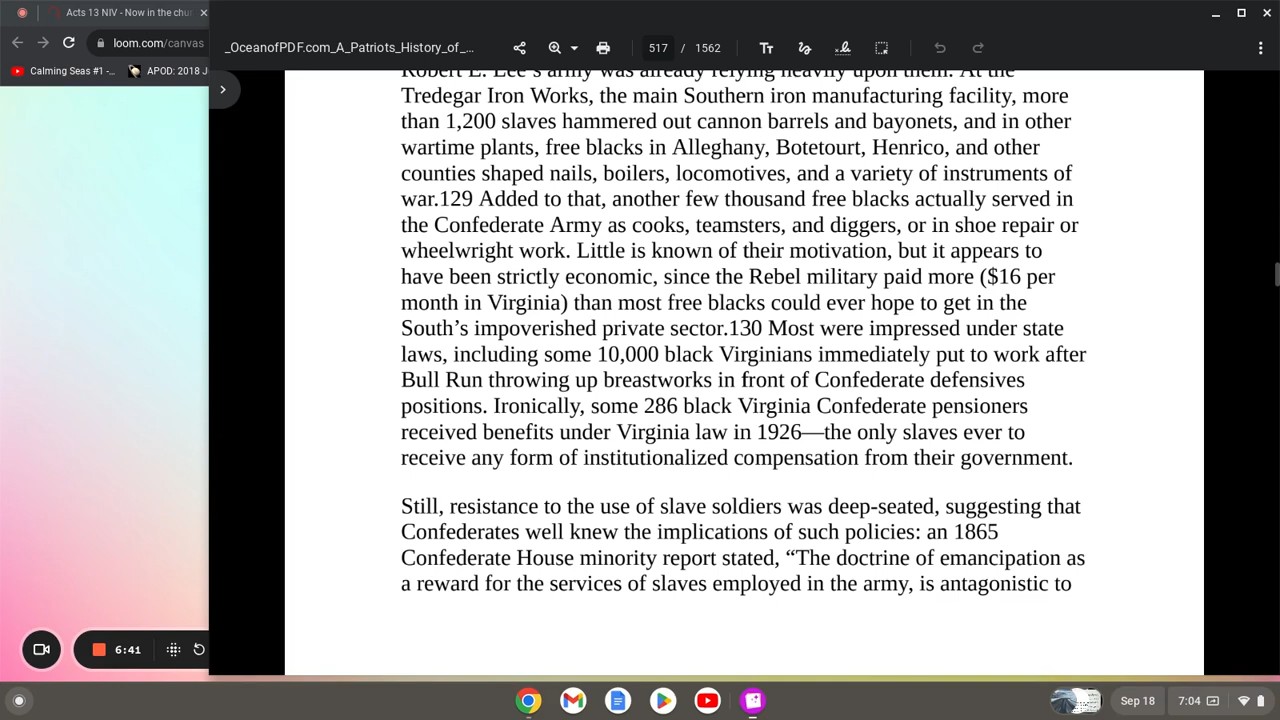 Acts 13 NIV - Now in the chu
loom.com/canvas
Calming Seas #1 -...
APOD: 2018 J
_OceanofPDF.com_A_Patriots_History_of_...
517 / 1562
Robert E. Lee's army was already relying heavily upon them. At the
Tredegar Iron Works, the main Southern iron manufacturing facility, more
than 1,200 slaves hammered out cannon barrels and bayonets, and in other
wartime plants, free blacks in Alleghany, Botetourt, Henrico, and other
counties shaped nails, boilers, locomotives, and a variety of instruments of
war.129 Added to that, another few thousand free blacks actually served in
the Confederate Army as cooks, teamsters, and diggers, or in shoe repair or
wheelwright work. Little is known of their motivation, but it appears to
have been strictly economic, since the Rebel military paid more ($16 per
month in Virginia) than most free blacks could ever hope to get in the
South’s impoverished private sector.130 Most were impressed under state
laws, including some 10,000 black Virginians immediately put to work after
Bull Run throwing up breastworks in front of Confederate defensives
positions. Ironically, some 286 black Virginia Confederate pensioners
received benefits under Virginia law in 1926—the only slaves ever to
receive any form of institutionalized compensation from their government.
Still, resistance to the use of slave soldiers was deep-seated, suggesting that
Confederates well knew the implications of such policies: an 1865
Confederate House minority report stated, “The doctrine of emancipation as
a reward for the services of slaves employed in the army, is antagonistic to
6:41
Sep 18
7:04